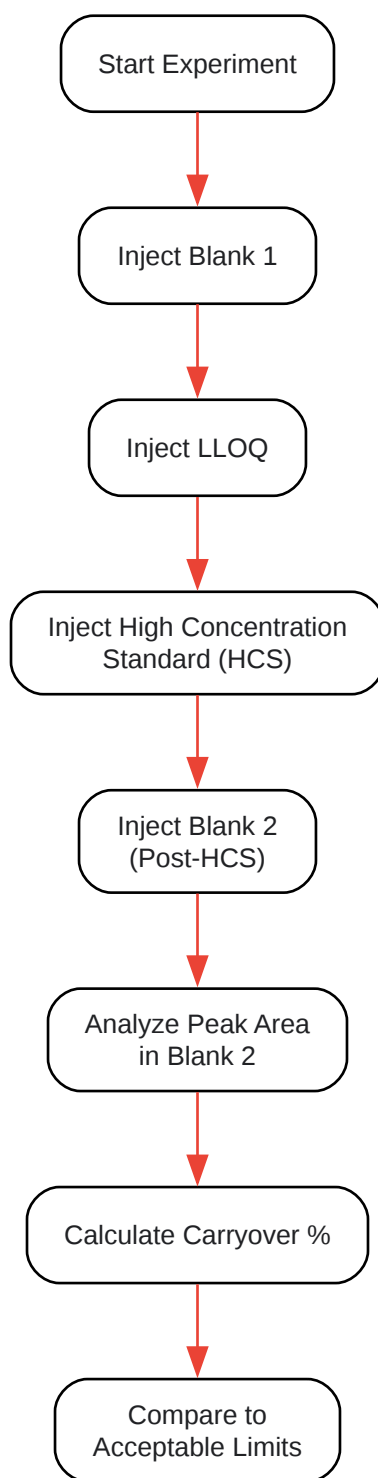 Start Experiment
Inject Blank 1
Inject LLOQ
Inject High Concentration
Standard (HCS)
Inject Blank 2
(Post-HCS)
Analyze Peak Area
in Blank 2
Calculate Carryover %
Compare to
Acceptable Limits